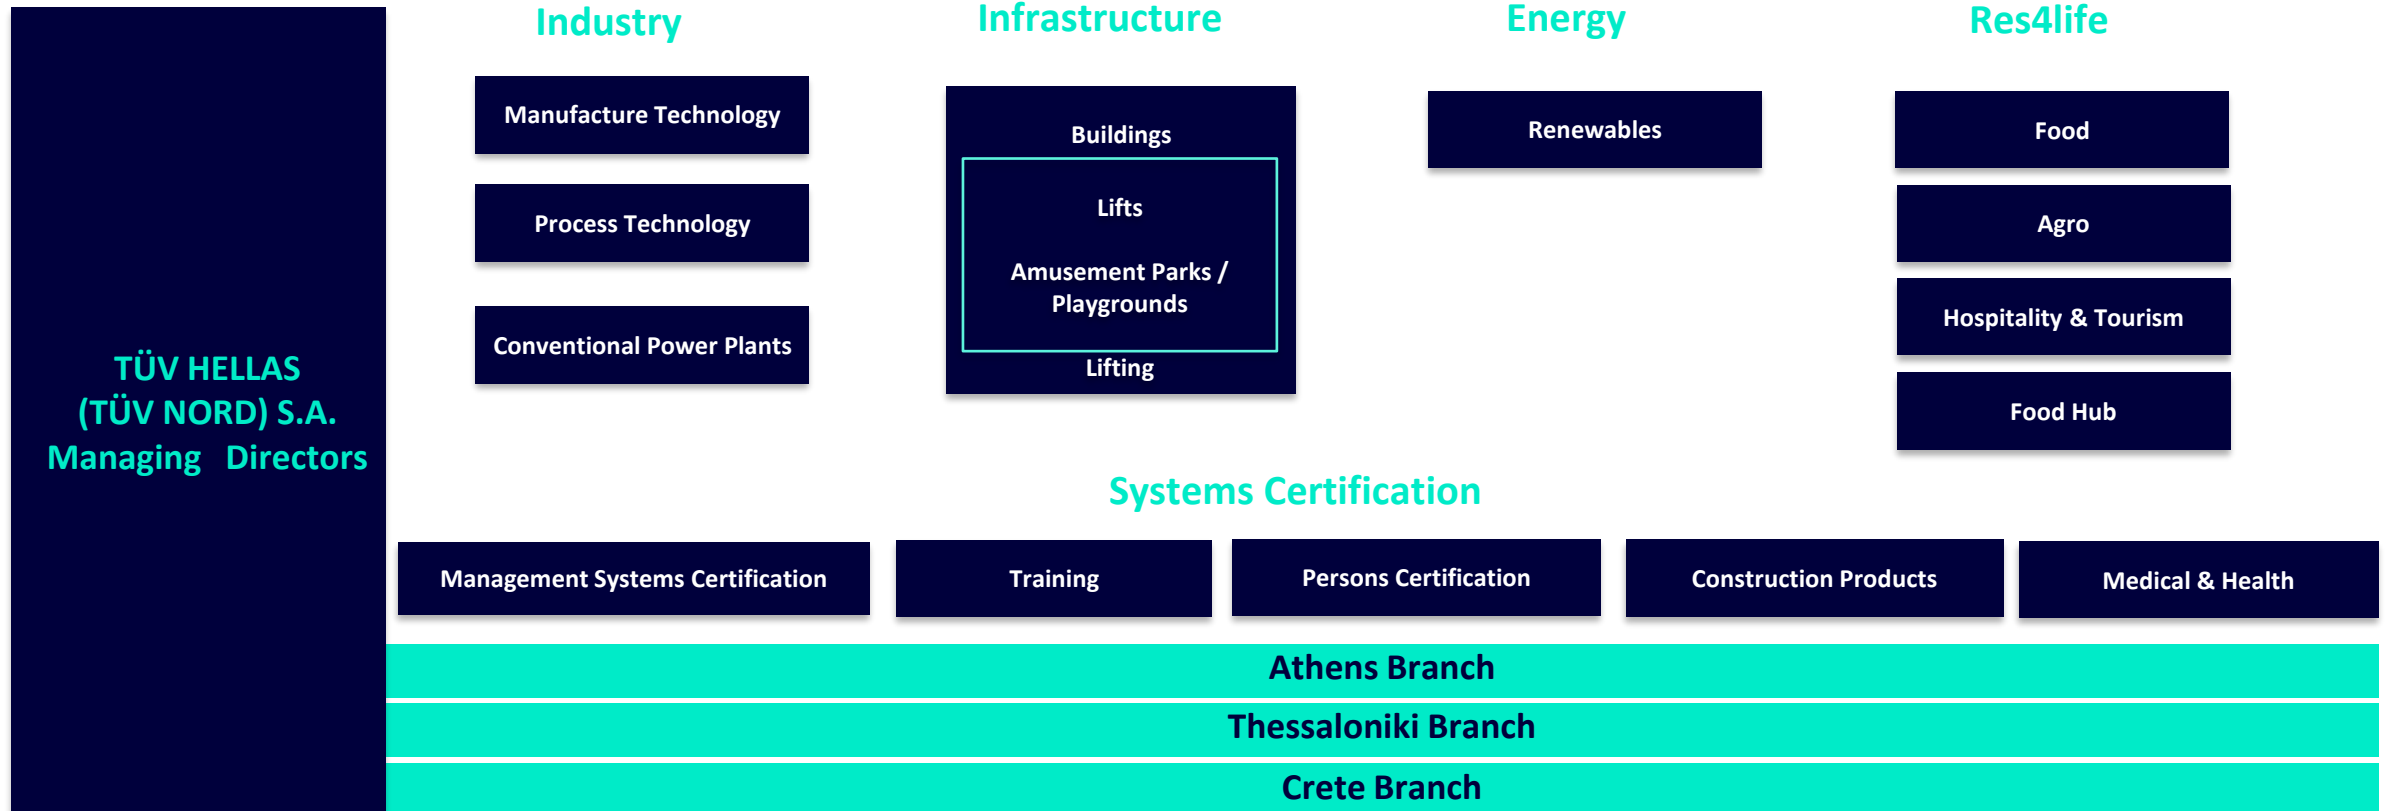 TÜV HELLAS
(TÜV NORD) S.A.
Managing Directors
Industry
Manufacture Technology
Process Technology
Conventional Power Plants
Infrastructure
Buildings
Lifts
Amusement Parks /
Playgrounds
Lifting
Energy
Renewables
Res4life
Food
Agro
Hospitality & Tourism
Food Hub
Systems Certification
Management Systems Certification
Training
Persons Certification
Construction Products
Medical & Health
Athens Branch
Thessaloniki Branch
Crete Branch